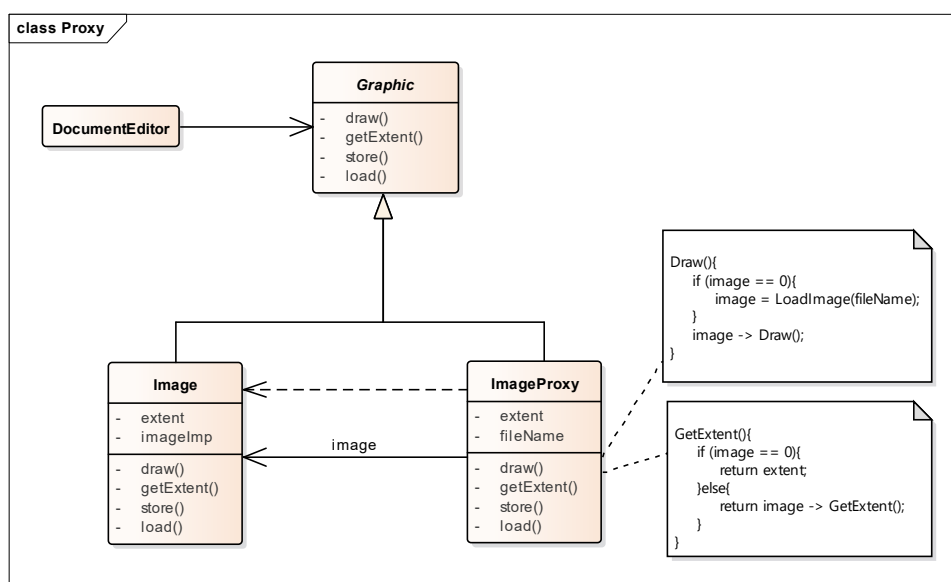 class Proxy
Graphic
- draw()
- getExtent()
- store()
- load()
DocumentEditor
Draw(){
if (image == 0){
image = LoadImage(fileName);
}
image -> Draw();
}
Image
- extent
- imageImp
- draw()
- getExtent()
- store()
- load()
image
ImageProxy
- extent
- fileName
- draw()
- getExtent()
- store()
- load()
GetExtent(){
if (image == 0){
return extent;
}else{
return image -> GetExtent();
}
}